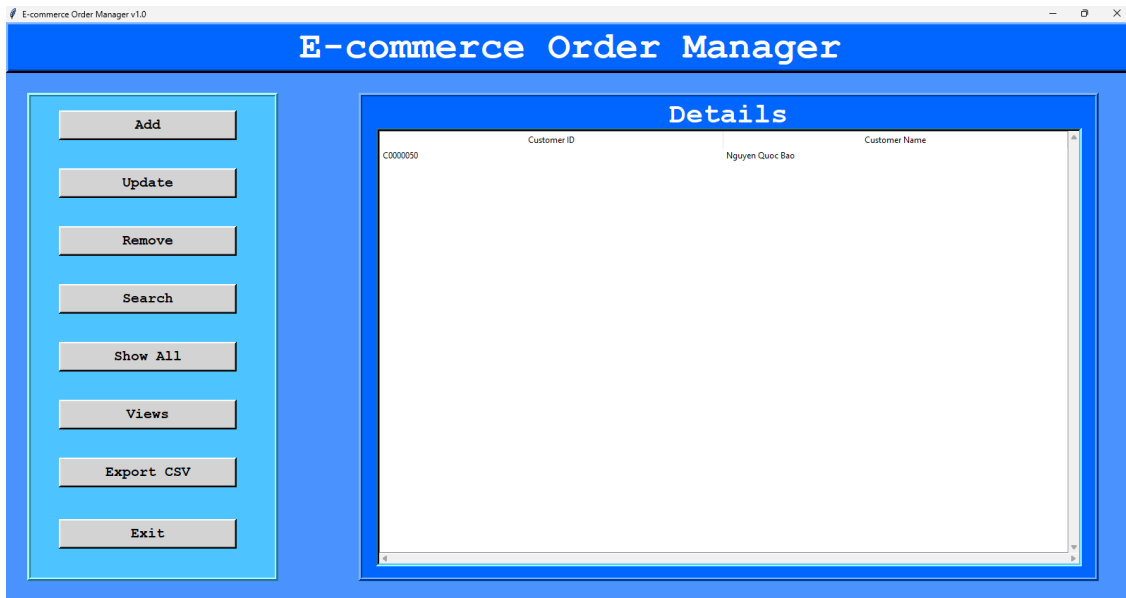 E-commerce Order Manager v1.0
E-commerce Order Manager
Add
Update
Remove
Search
Show All
Views
Export CSV
Exit
Details
Customer ID Customer Name
C0000050 Nguyen Quoc Bao